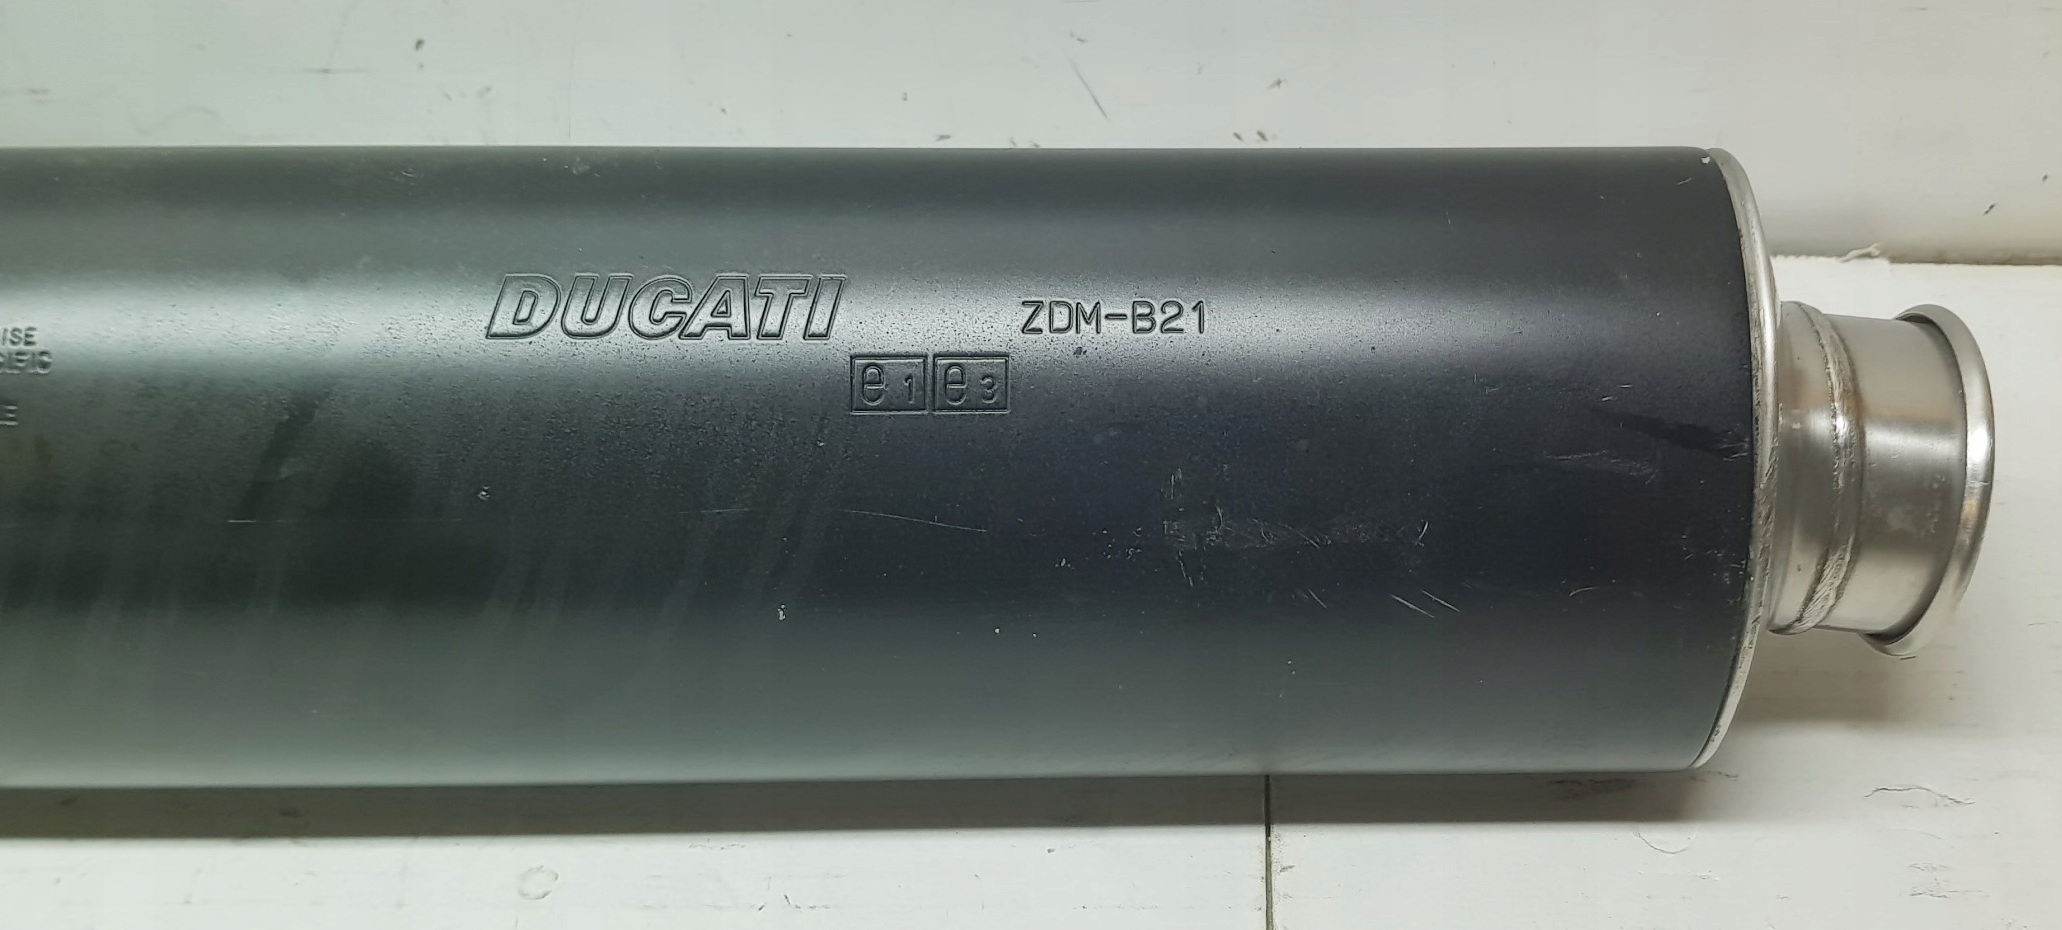 DUCATI
ZDM-B21
e1 e3